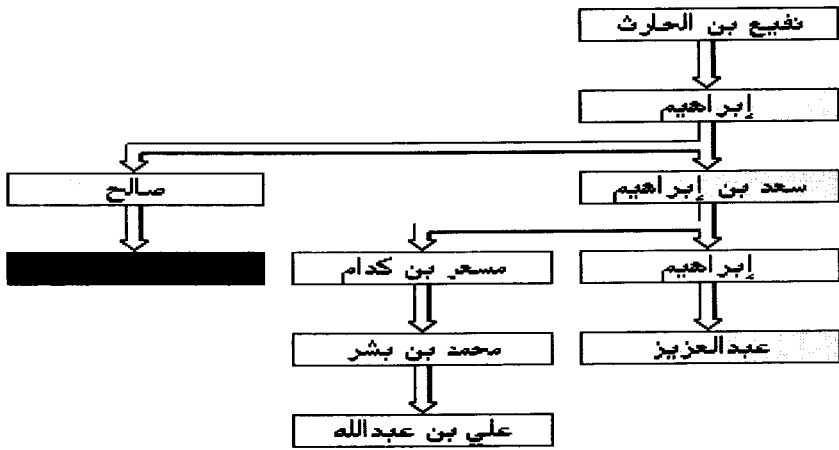 نفيع بن الحارث
إبراهيم
سعد بن إبراهيم
صالح
إبراهيم
مسعر بن كدام
عبدالعزيز
محمد بن بشر
علي بن عبدالله